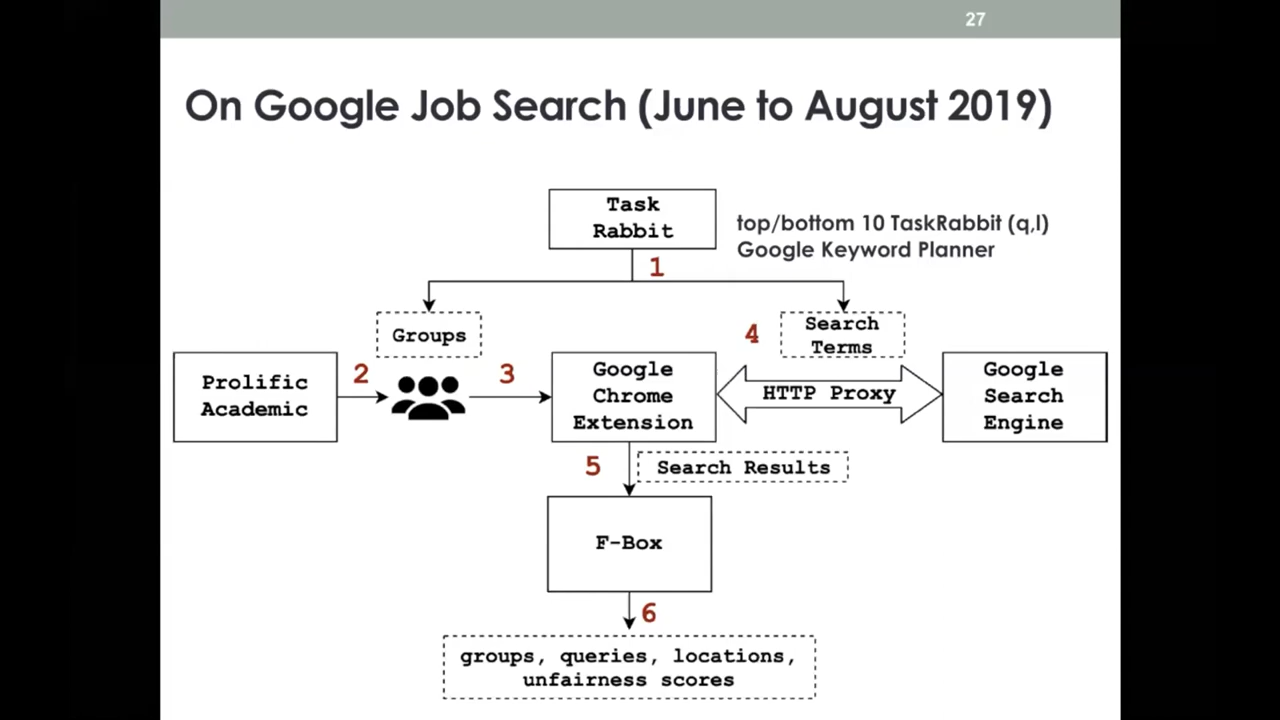 27
On Google Job Search (June to August 2019)
Task
Rabbit
top/bottom 10 TaskRabbit (q,l)
Google Keyword Planner
1
Groups
4
Search
Terms
Prolific
Academic
2
3
Google
Chrome
Extension
HTTP Proxy
Google
Search
Engine
5
Search Results
F-Box
6
groups, queries, locations,
unfairness scores